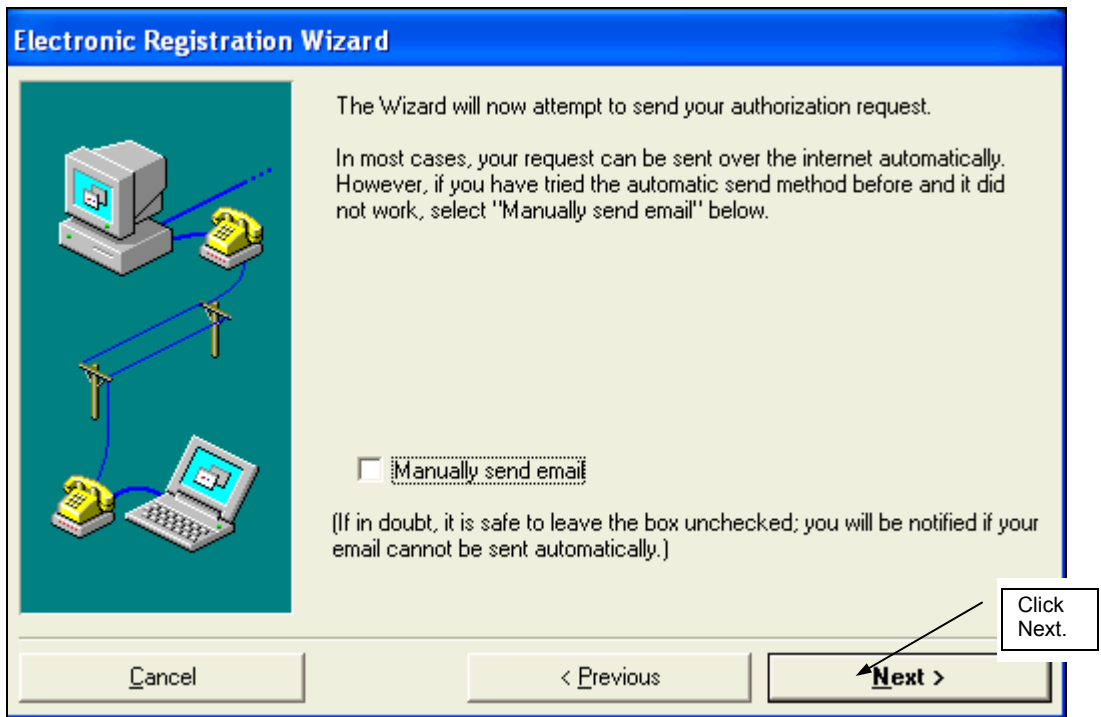 Electronic Registration Wizard
The Wizard will now attempt to send your authorization request.
In most cases, your request can be sent over the internet automatically.
However, if you have tried the automatic send method before and it did
not work, select "Manually send email" below.
Manually send email
(If in doubt, it is safe to leave the box unchecked; you will be notified if your
email cannot be sent automatically.)
Click
Next.
Cancel
< Previous
Next >